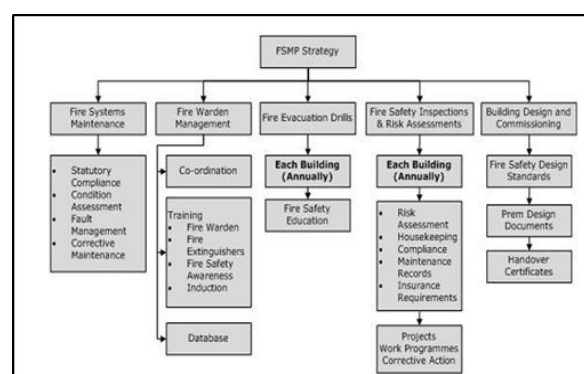 FSMP Strategy
Fire Systems
Maintenance
Fire Warden
Management
Fire Evacuation Drills
Fire Safety Inspections
& Risk Assessments
Building Design and
Commissioning
• Statutory
Compliance
• Condition
Assessment
• Fault
Management
• Corrective
Maintenance
Co-ordination
Training
• Fire Warden
• Fire
Extinguishers
• Fire Safety
Awareness
• Induction
Database
Each Building
(Annually)
Fire Safety
Education
Each Building
(Annually)
• Risk
Assessment
• Housekeeping
• Compliance
• Maintenance
Records
• Insurance
Requirements
Projects
Work Programmes
Corrective Action
Fire Safety Design
Standards
Prem Design
Documents
Handover
Certificates